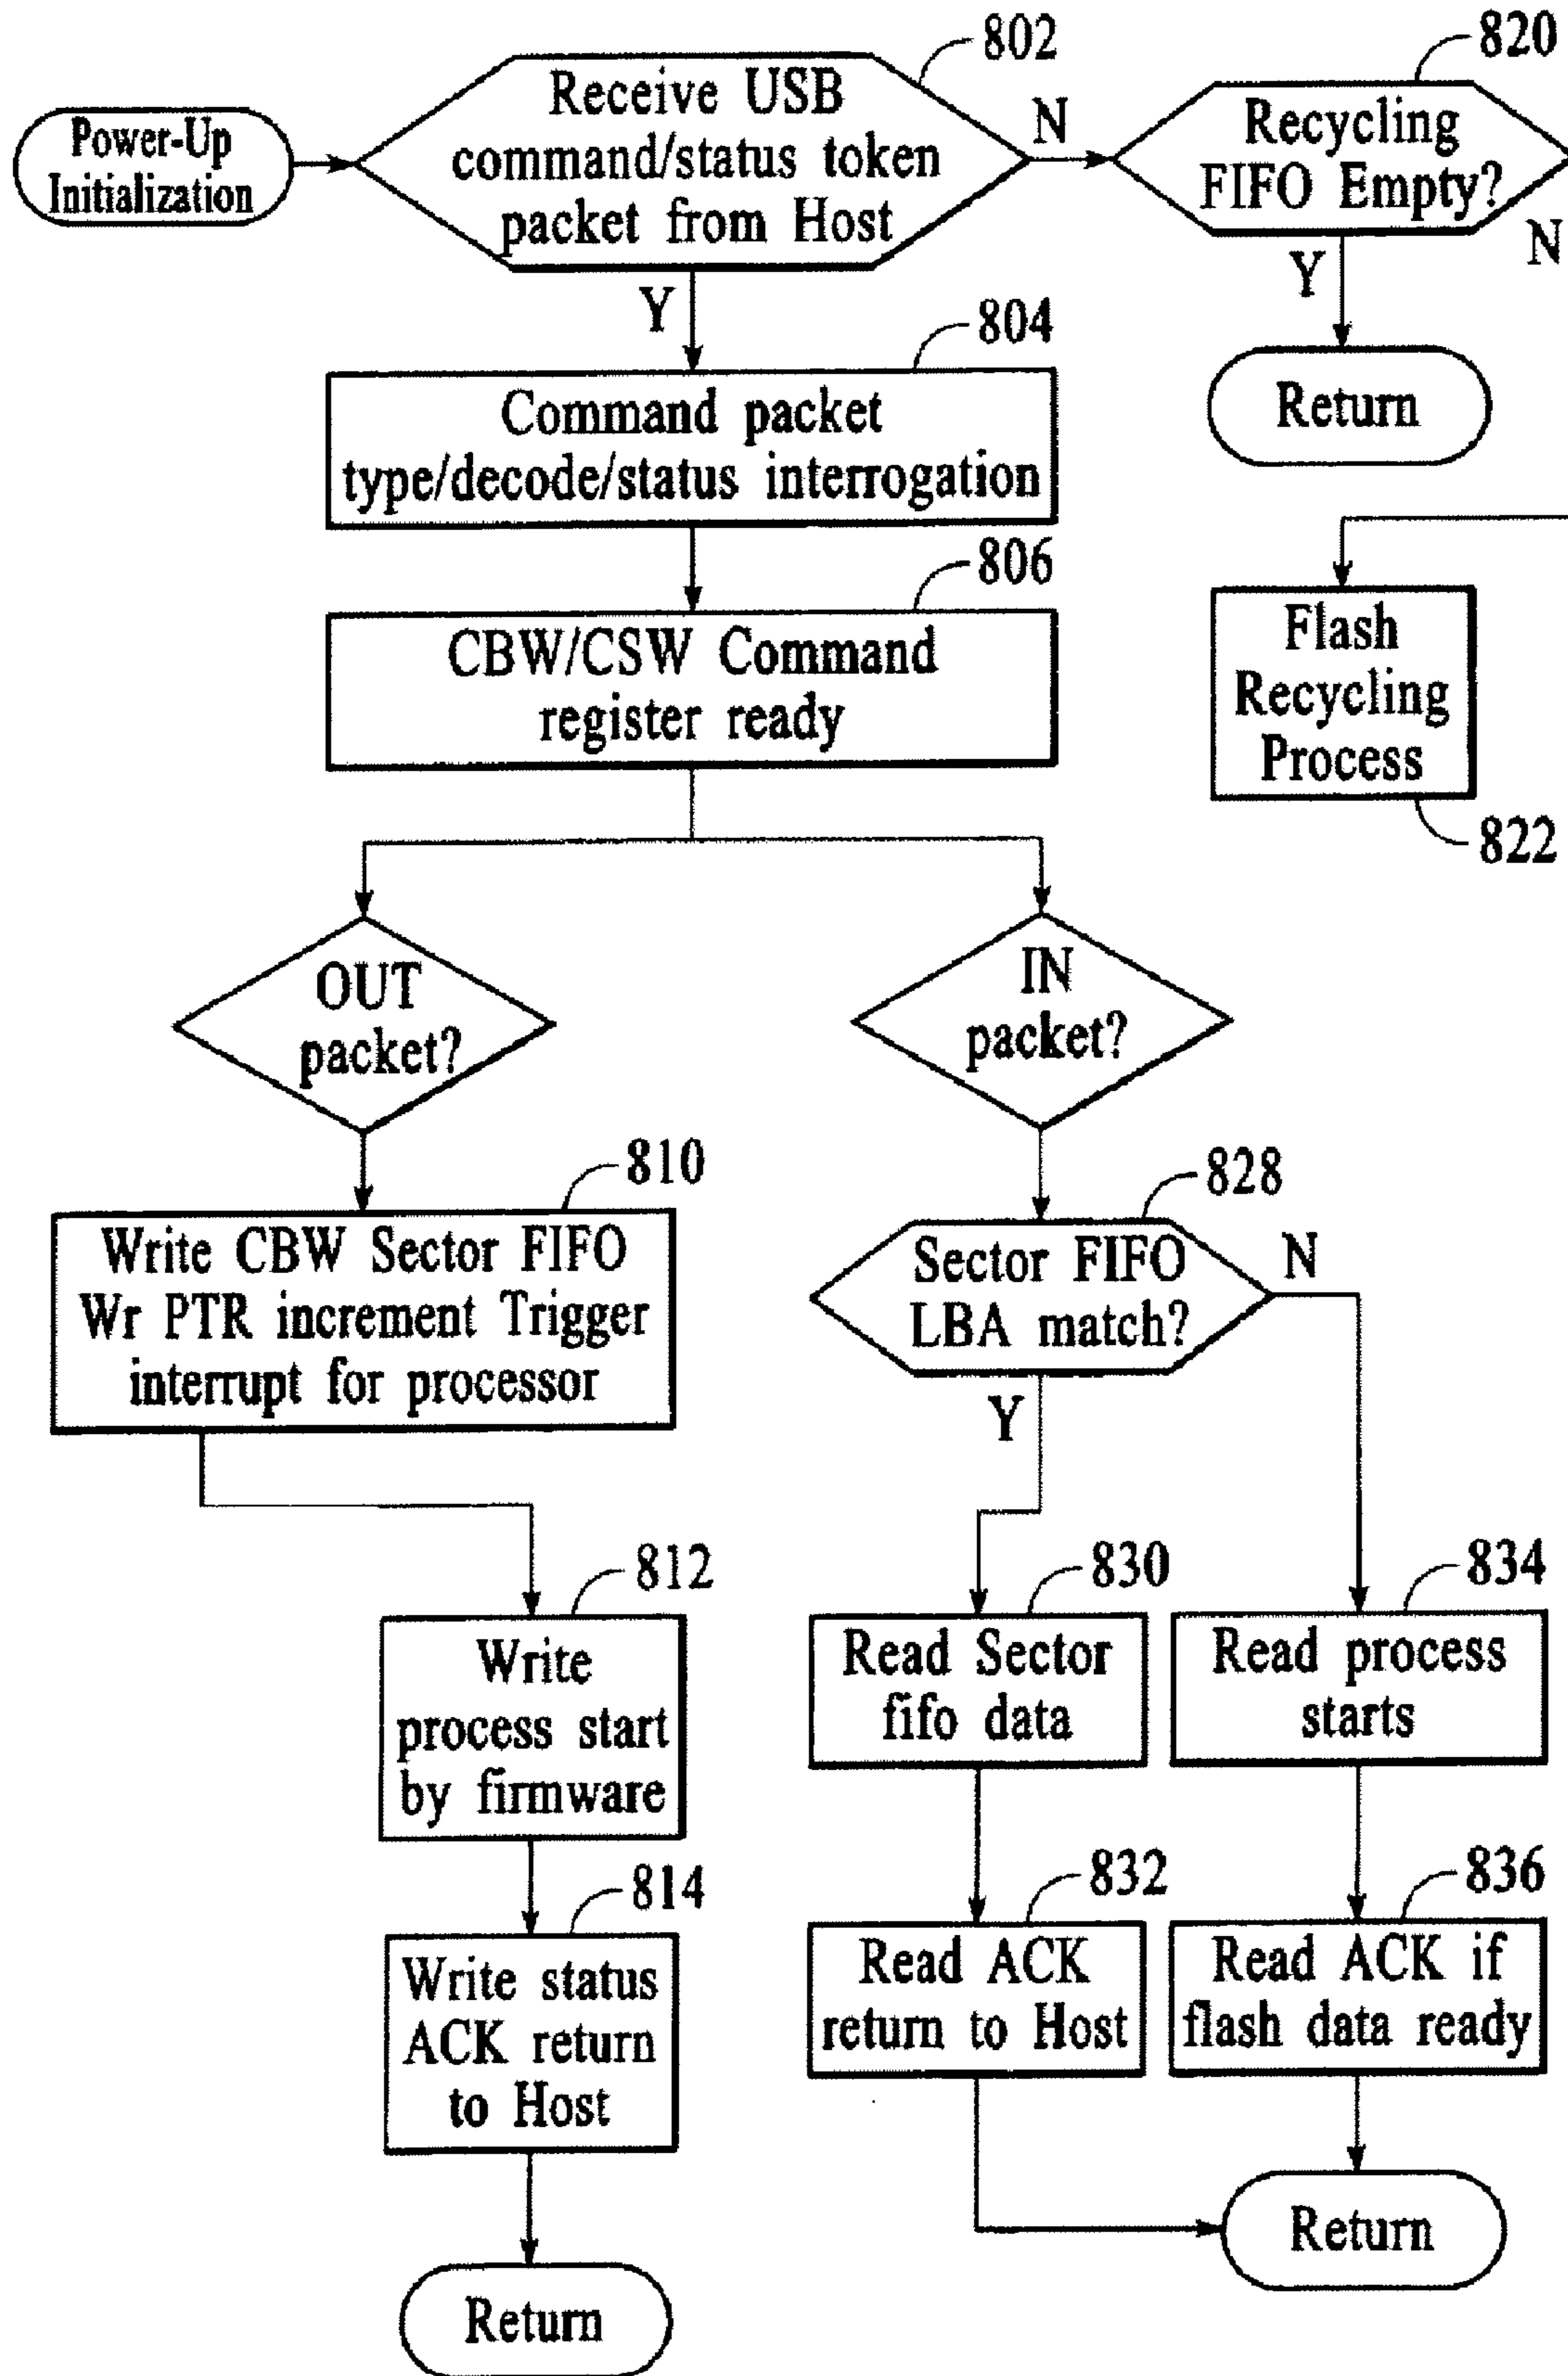 802
820
Power-Up
Initialization
Receive USB
command/status token
packet from Host
N
Recycling
FIFO Empty?
N
Y
Y
Return
804
Command packet
type/decode/status interrogation
806
CBW/CSW Command
register ready
Flash
Recycling
Process
822
OUT
packet?
IN
packet?
810
Write CBW Sector FIFO
Wr PTR increment Trigger
interrupt for processor
828
Sector FIFO
LBA match?
N
Y
812
Write
process start
by firmware
830
Read Sector
fifo data
834
Read process
starts
814
Write status
ACK return
to Host
832
Read ACK
return to Host
836
Read ACK if
flash data ready
Return
Return